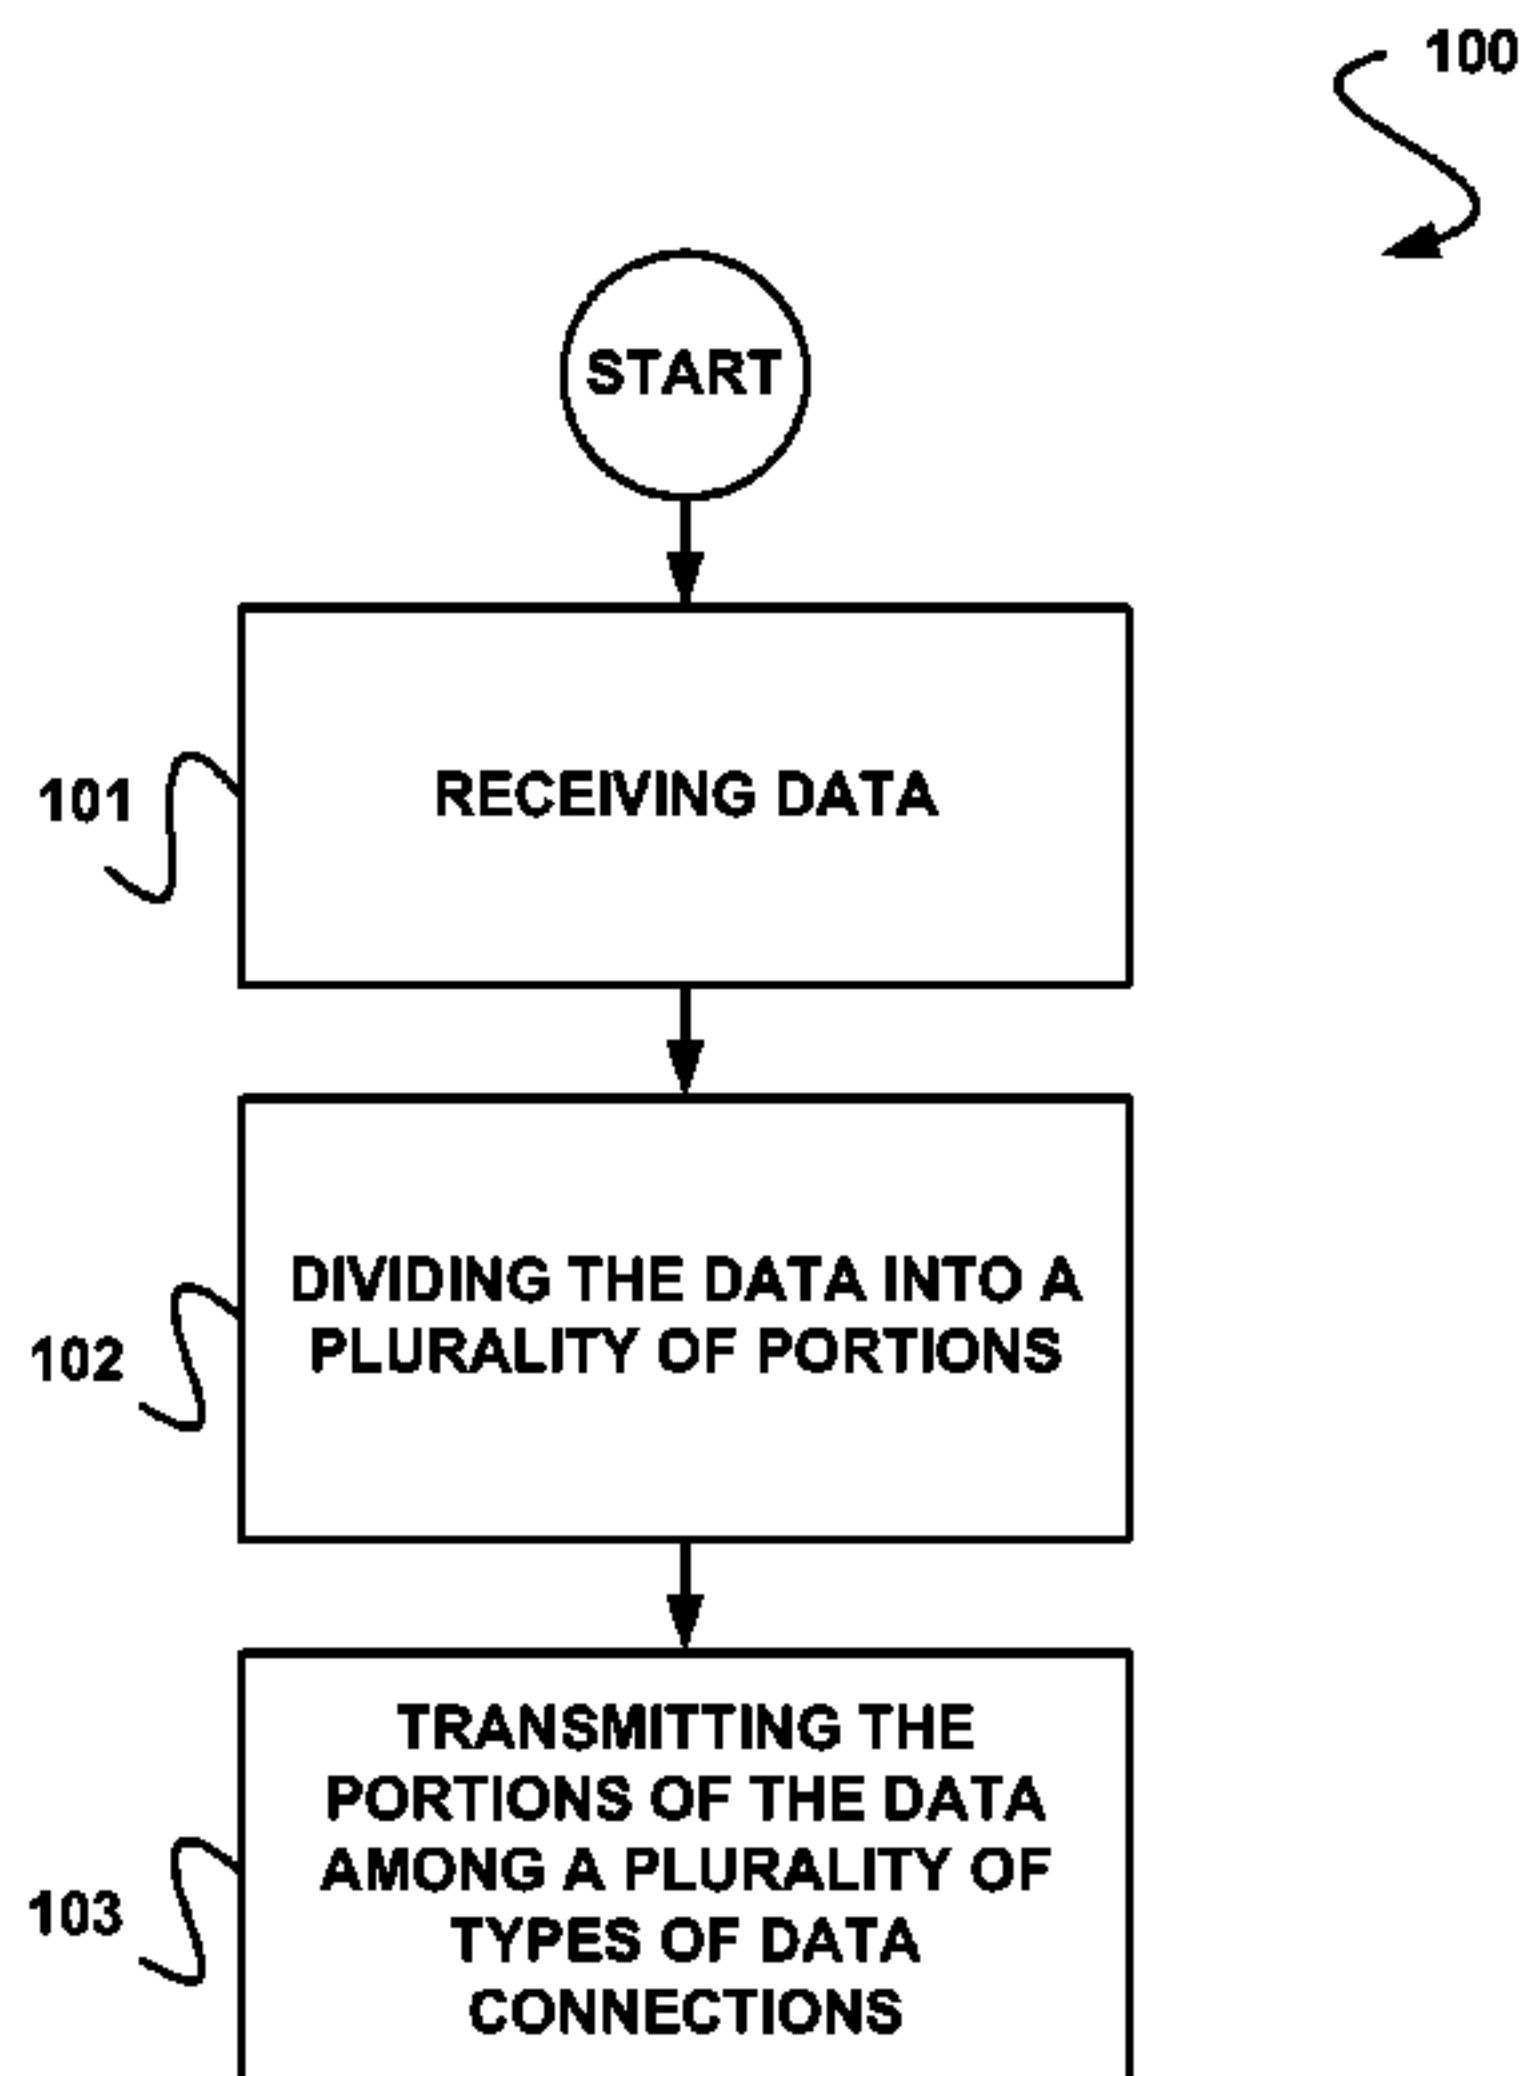 100
START
101
RECEIVING DATA
102
DIVIDING THE DATA INTO A
PLURALITY OF PORTIONS
103
TRANSMITTING THE
PORTIONS OF THE DATA
AMONG A PLURALITY OF
TYPES OF DATA
CONNECTIONS